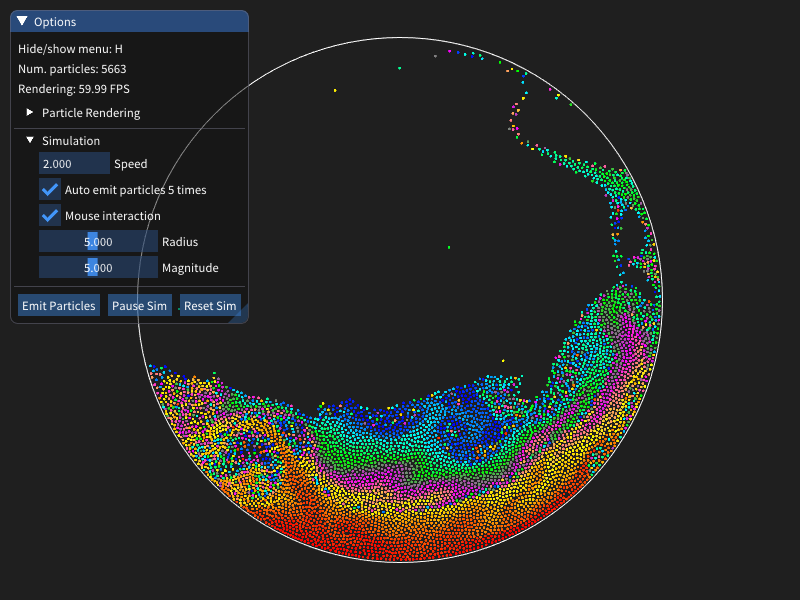 Options
Hide/show menu: H
Num. particles: 5663
Rendering: 59.99 FPS
Particle Rendering
Simulation
2.000 Speed
Auto emit particles 5 times
Mouse interaction
5.000 Radius
5.000 Magnitude
Emit Particles Pause Sim Reset Sim